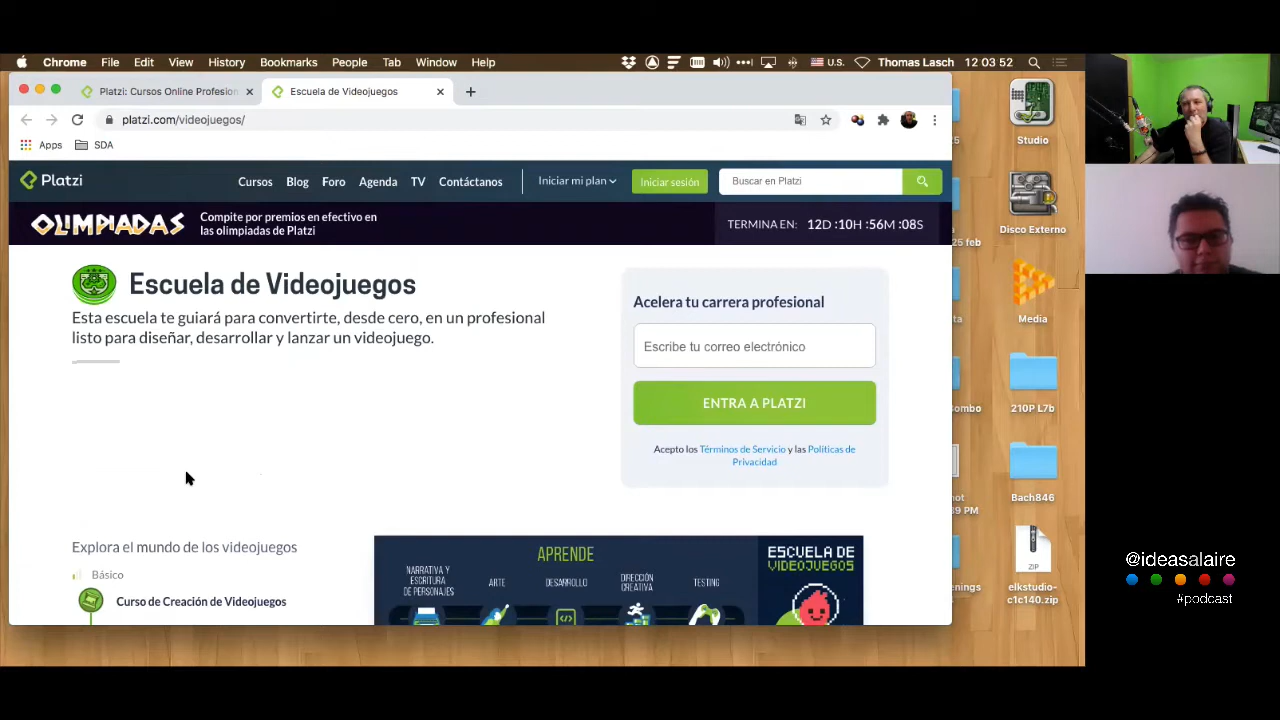 Chrome File Edit View History Bookmarks People Tab Window Help U.S. Thomas Lasch 12 03 52
Platzi: Cursos Online Profesion
Escuela de Videojuegos
platzi.com/videojuegos/
Apps SDA
Platzi
Cursos Blog Foro Agenda TV Contáctanos Iniciar mi plan Iniciar sesión Buscar en Platzi
OLIMPIADAS
Compite por premios en efectivo en
las olimpiadas de Platzi
TERMINA EN: 12D :10H :56M :08S
Escuela de Videojuegos
Esta escuela te guiará para convertirte, desde cero, en un profesional
listo para diseñar, desarrollar y lanzar un videojuego.
Acelera tu carrera profesional
Escribe tu correo electrónico
ENTRA A PLATZI
Acepto los Términos de Servicio y las Políticas de
Privacidad
Explora el mundo de los videojuegos
Básico
Curso de Creación de Videojuegos
APRENDE
NARRATIVA Y
ESCRITURA
DE PERSONAJES
ARTE
DESARROLLO
DIRECCIÓN
CREATIVA
TESTING
ESCUELA DE
VIDEOJUEGOS
Studio
Disco Externo
25 feb
Media
210P L7b
Bach846
ZIP
elkstudio-
c1c140.zip
@ideasalaire
#podcast